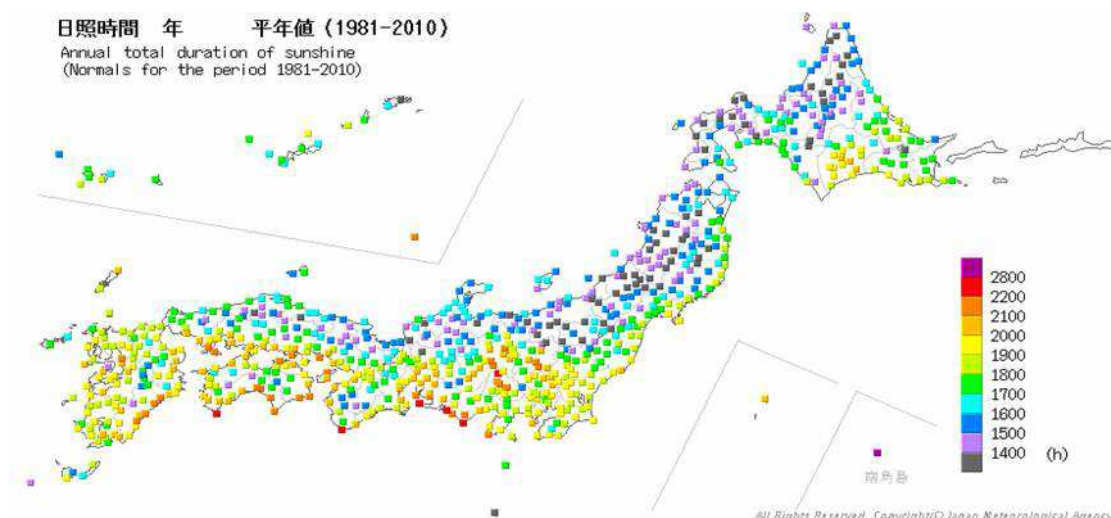 日照時間 年 平年値(1981-2010)
Annual total duration of sunshine
(Normals for the period 1981-2010)
2800
2200
2100
2000
1900
1800
1700
1600
1500
1400 (h)
南鳥島
All Rights Reserved. Copyright(C) Japan Meteorological Agency